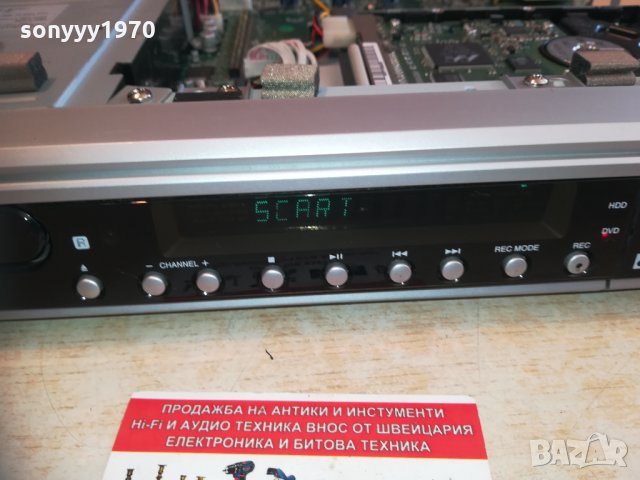 sonyyy1970
SCART
HDD
DVD
R
− CHANNEL +
REC MODE
REC
ПРОДАЖБА НА АНТИКИ И ИНСТУМЕНТИ
Hi-Fi И АУДИО ТЕХНИКА ВНОС ОТ ШВЕЙЦАРИЯ
ЕЛЕКТРОНИКА И БИТОВА ТЕХНИКА
bazar